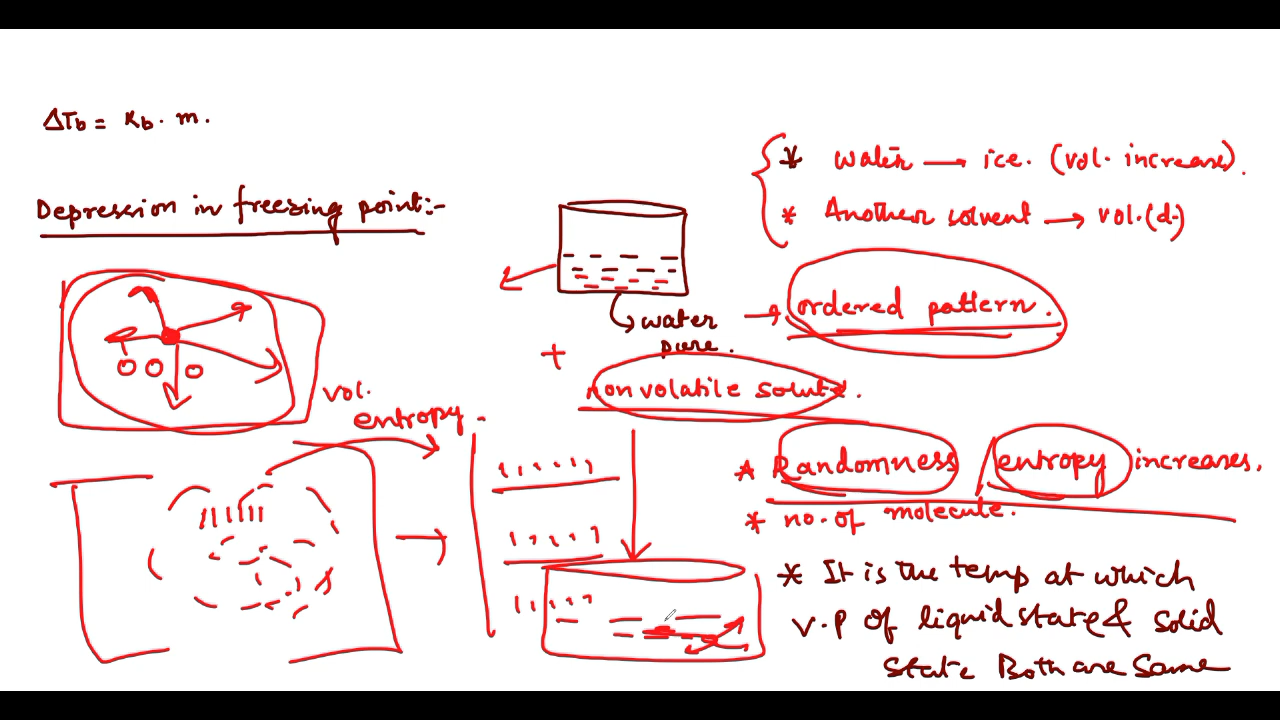 ΔTb = Kb. m.
Depression in freezing point:-
* water → ice. (vol. increase).
* Another solvent → vol.(d.)
→ ordered pattern.
water
pure.
+
non volatile solute.
vol.
entropy.
* Randomness / entropy increases.
* no. of molecule.
* It is the temp at which
v.p of liquid state & solid
state Both are same